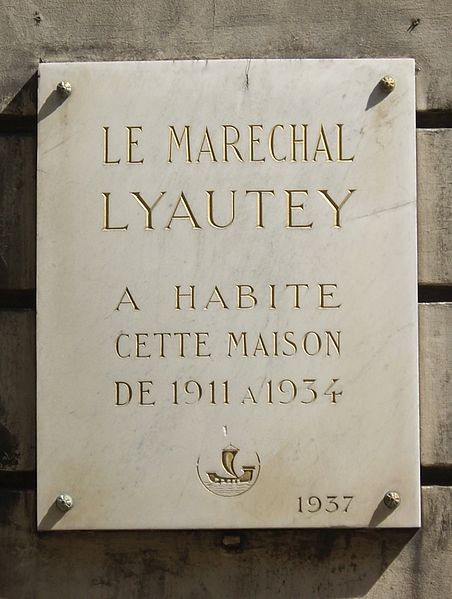 LE MARECHAL
LYAUTEY
A HABITE
CETTE MAISON
DE 1911 A 1934
1937